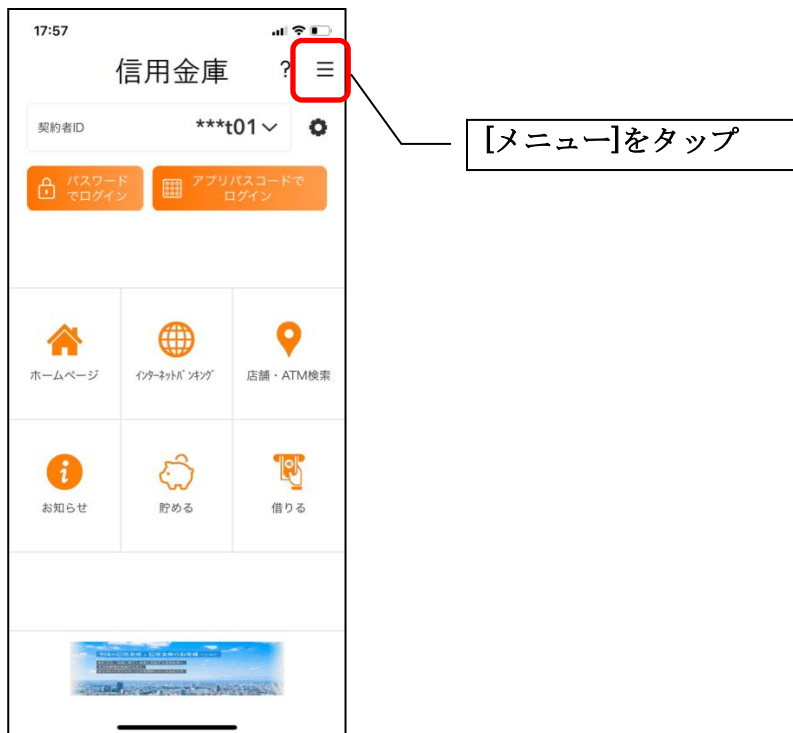 17:57
信用金庫 ?
契約者ID ***t01
[メニュー]をタップ
パスワード
でログイン
アプリパスコードで
ログイン
ホームページ
インターネットバンキング
店舗・ATM検索
お知らせ
貯める
借りる